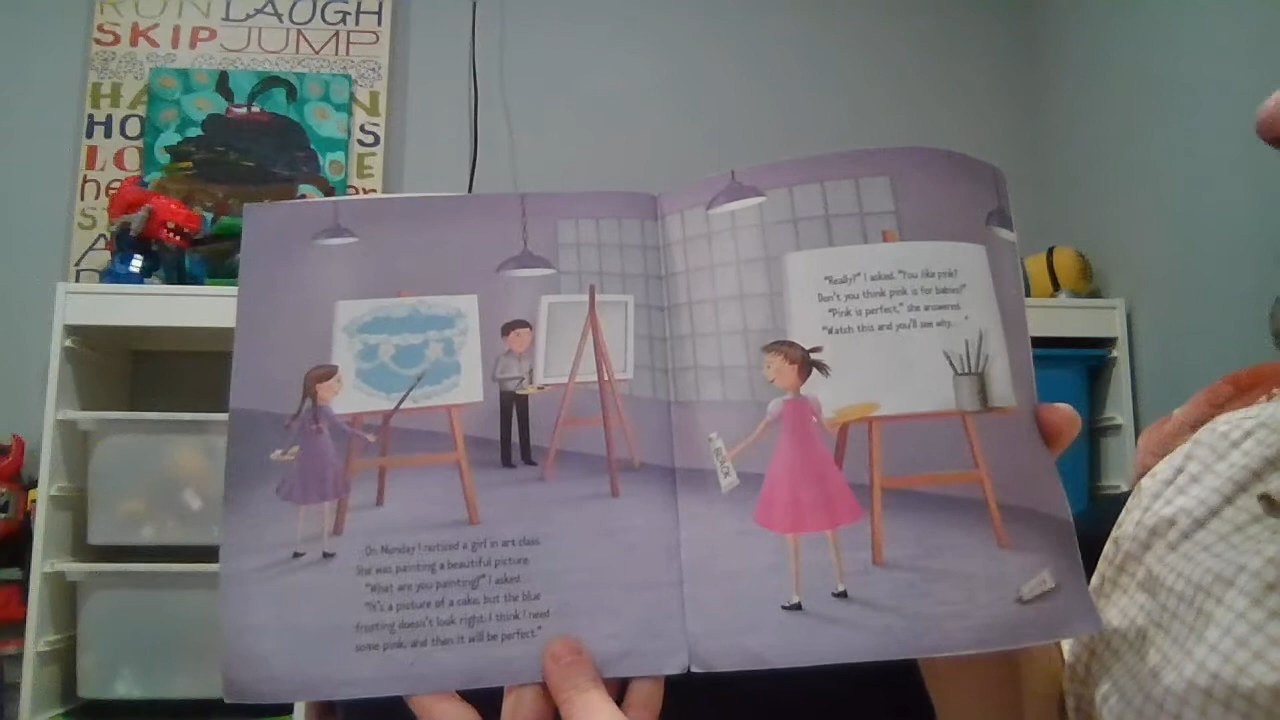 RUN LAUGH
SKIP JUMP
On Monday I noticed a girl in art class.
She was painting a beautiful picture.
"What are you painting?" I asked.
"It's a picture of a cake, but the blue
frosting doesn't look right. I think I need
some pink, and then it will be perfect."
"Really?" I asked. "You like pink?
Don't you think pink is for babies?"
"Pink is perfect," she answered.
"Watch this and you'll see why. . . ."
BLACK